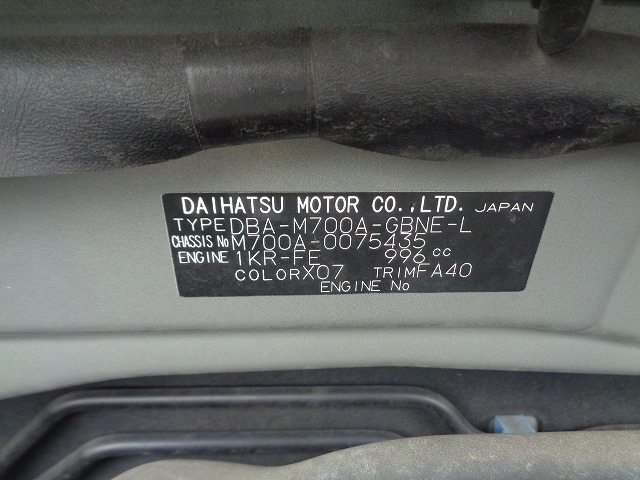 DAIHATSU MOTOR CO.,LTD. JAPAN
TYPE DBA-M700A-GBNE-L
CHASSIS No M700A-0075435
ENGINE 1KR-FE 996 cc
COLOR X07 TRIM FA40
ENGINE No